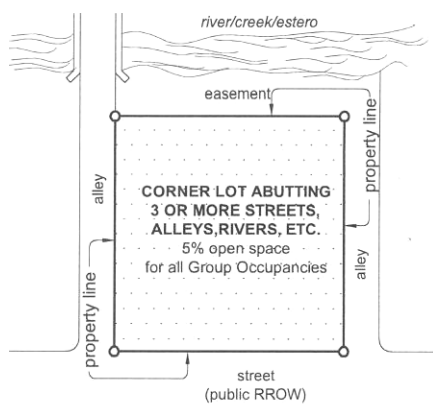 river/creek/estero
easement
property line
alley
CORNER LOT ABUTTING
3 OR MORE STREETS,
ALLEYS,RIVERS, ETC.
5% open space
for all Group Occupancies
alley
property line
street
(public RROW)